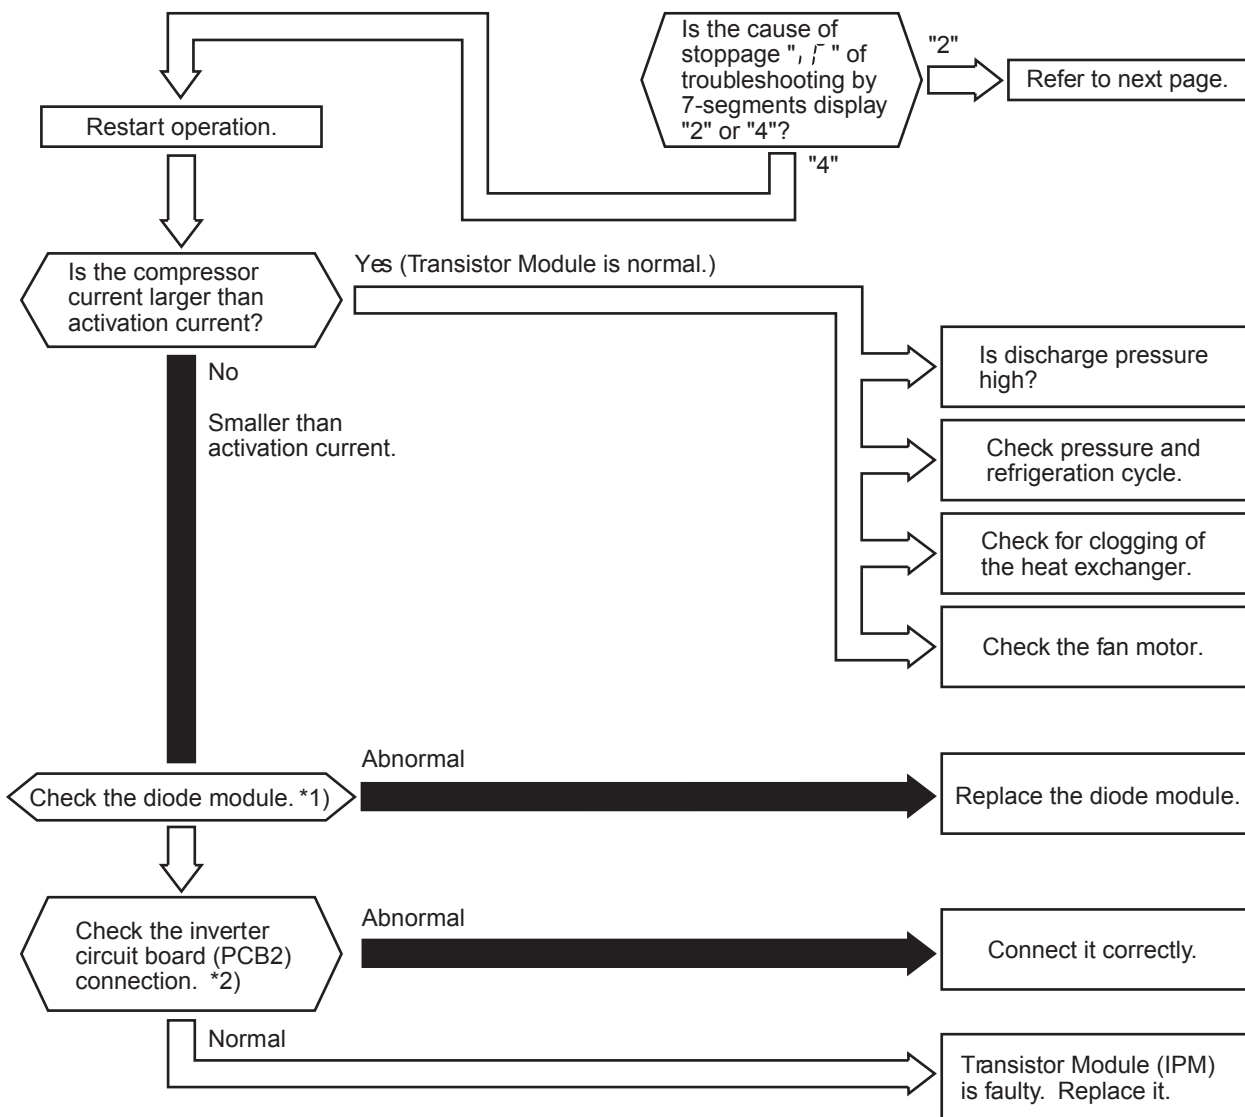 Is the cause of
stoppage " " of
troubleshooting by
7-segments display
"2" or "4"?
"2"
Refer to next page.
"4"
Restart operation.
Is the compressor
current larger than
activation current?
Yes (Transistor Module is normal.)
No
Smaller than
activation current.
Is discharge pressure
high?
Check pressure and
refrigeration cycle.
Check for clogging of
the heat exchanger.
Check the fan motor.
Check the diode module. *1)
Abnormal
Replace the diode module.
Check the inverter
circuit board (PCB2)
connection. *2)
Abnormal
Connect it correctly.
Normal
Transistor Module (IPM)
is faulty. Replace it.